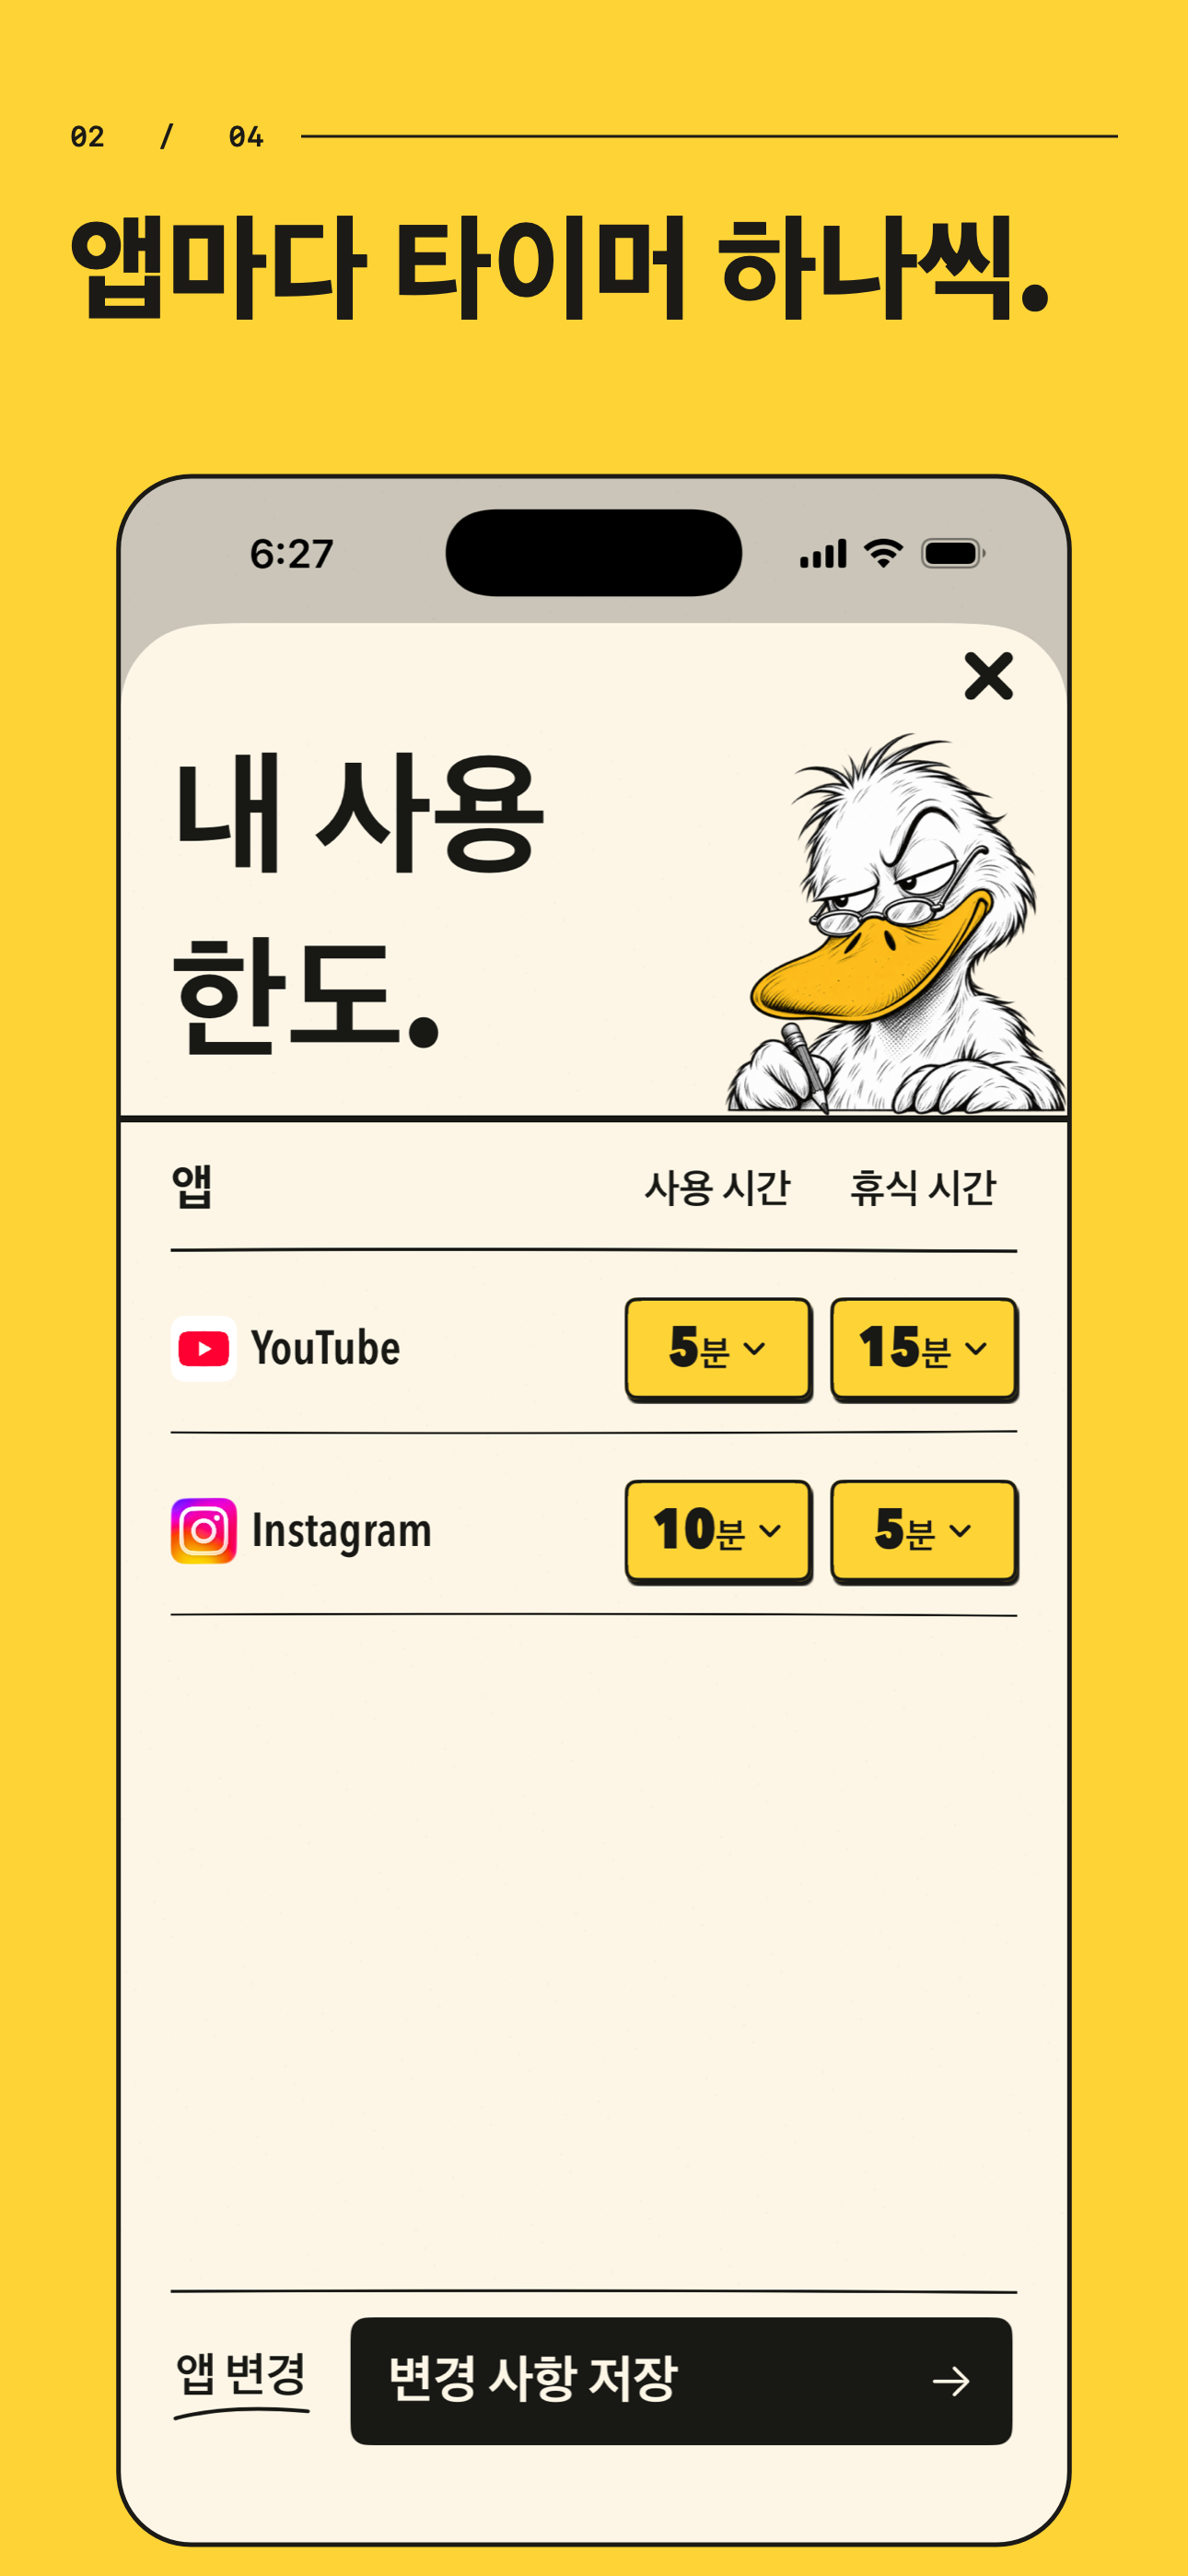 02 / 04
앱마다 타이머 하나씩.
6:27
내 사용
한도.
앱 사용 시간 휴식 시간
YouTube 5분 15분
Instagram 10분 5분
앱 변경 변경 사항 저장